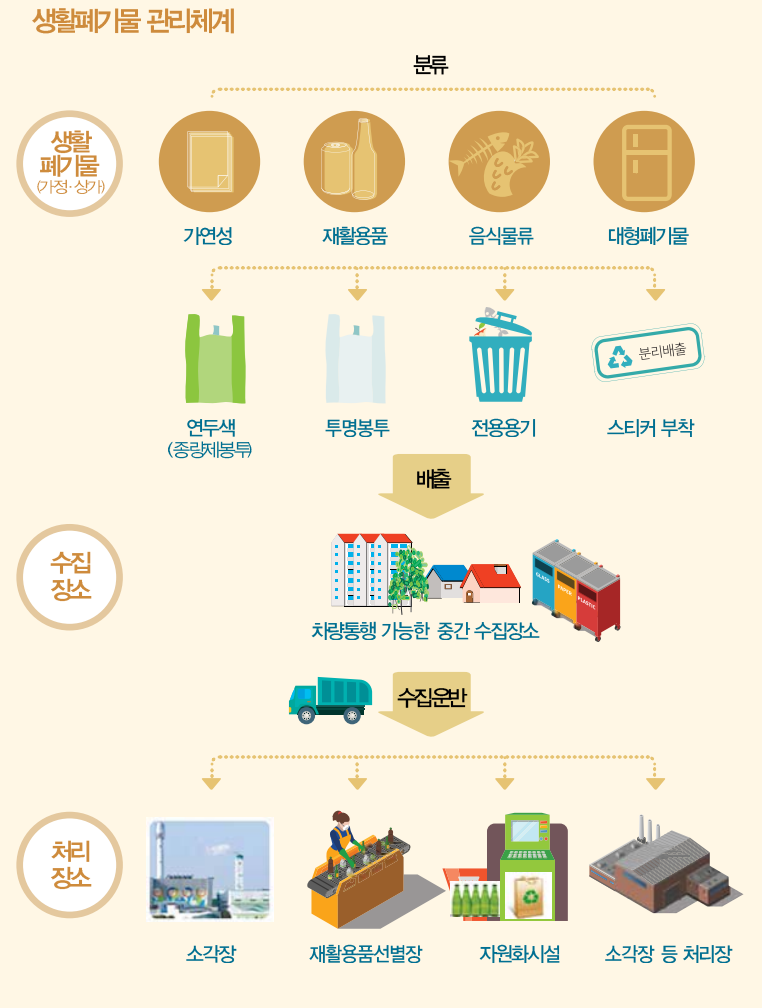 생활폐기물 관리체계
분류
생활
폐기물
(가정·상가)
가연성
재활용품
음식물류
대형폐기물
분리배출
연두색
(종량제봉투)
투명봉투
전용용기
스티커 부착
배출
수집
장소
GLASS
PAPER
PLASTIC
차량통행 가능한 중간 수집장소
수집운반
처리
장소
소각장
재활용품선별장
자원화시설
소각장 등 처리장